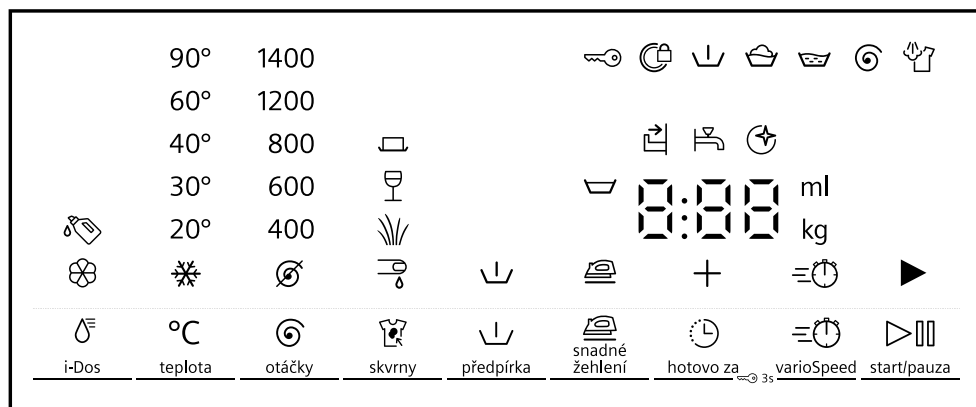 90° 1400
60° 1200
40° 800
30° 600 8:88 ml
20° 400 kg
°C
i-Dos teplota otáčky skvrny předpírka snadné žehlení hotovo za 3s varioSpeed start/pauza